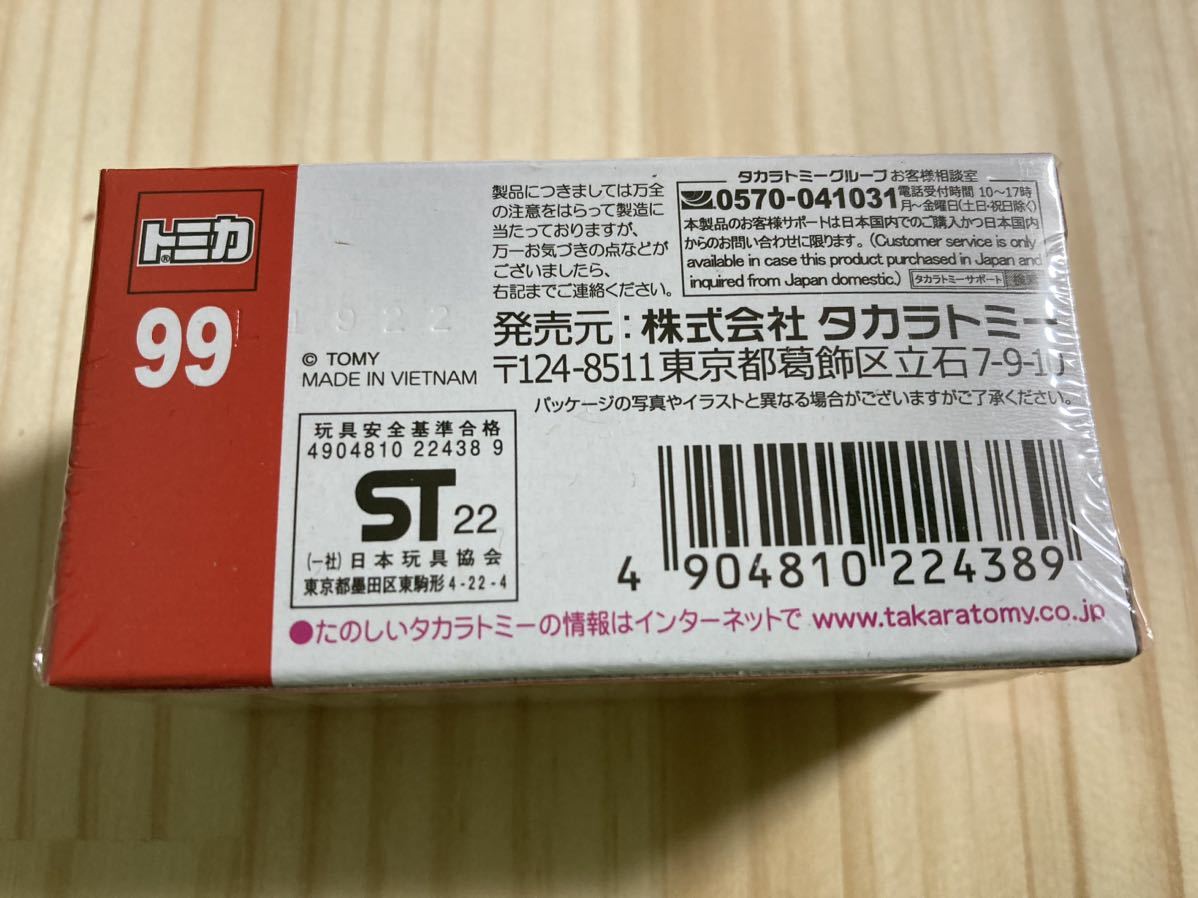 トミカ®
99
製品につきましては万全
の注意をはらって製造に
当たっておりますが、
万一お気づきの点などが
ございましたら、
右記までご連絡ください。
タカラトミーグループ お客様相談室
0570-041031 電話受付時間 10～17時
月～金曜日(土日・祝日除く)
本製品のお客様サポートは日本国内でのご購入かつ日本国内
からのお問い合わせに限ります。(Customer service is only
available in case this product purchased in Japan and
inquired from Japan domestic.) タカラトミーサポート 検索
1922
© TOMY
MADE IN VIETNAM
発売元：株式会社 タカラトミー
〒124-8511 東京都葛飾区立石7-9-10
パッケージの写真やイラストと異なる場合がございますがご了承ください。
玩具安全基準合格
4904810 22438 9
ST 22
(一社)日本玩具協会
東京都墨田区東駒形4-22-4
4 904810 224389
●たのしいタカラトミーの情報はインターネットで www.takaratomy.co.jp